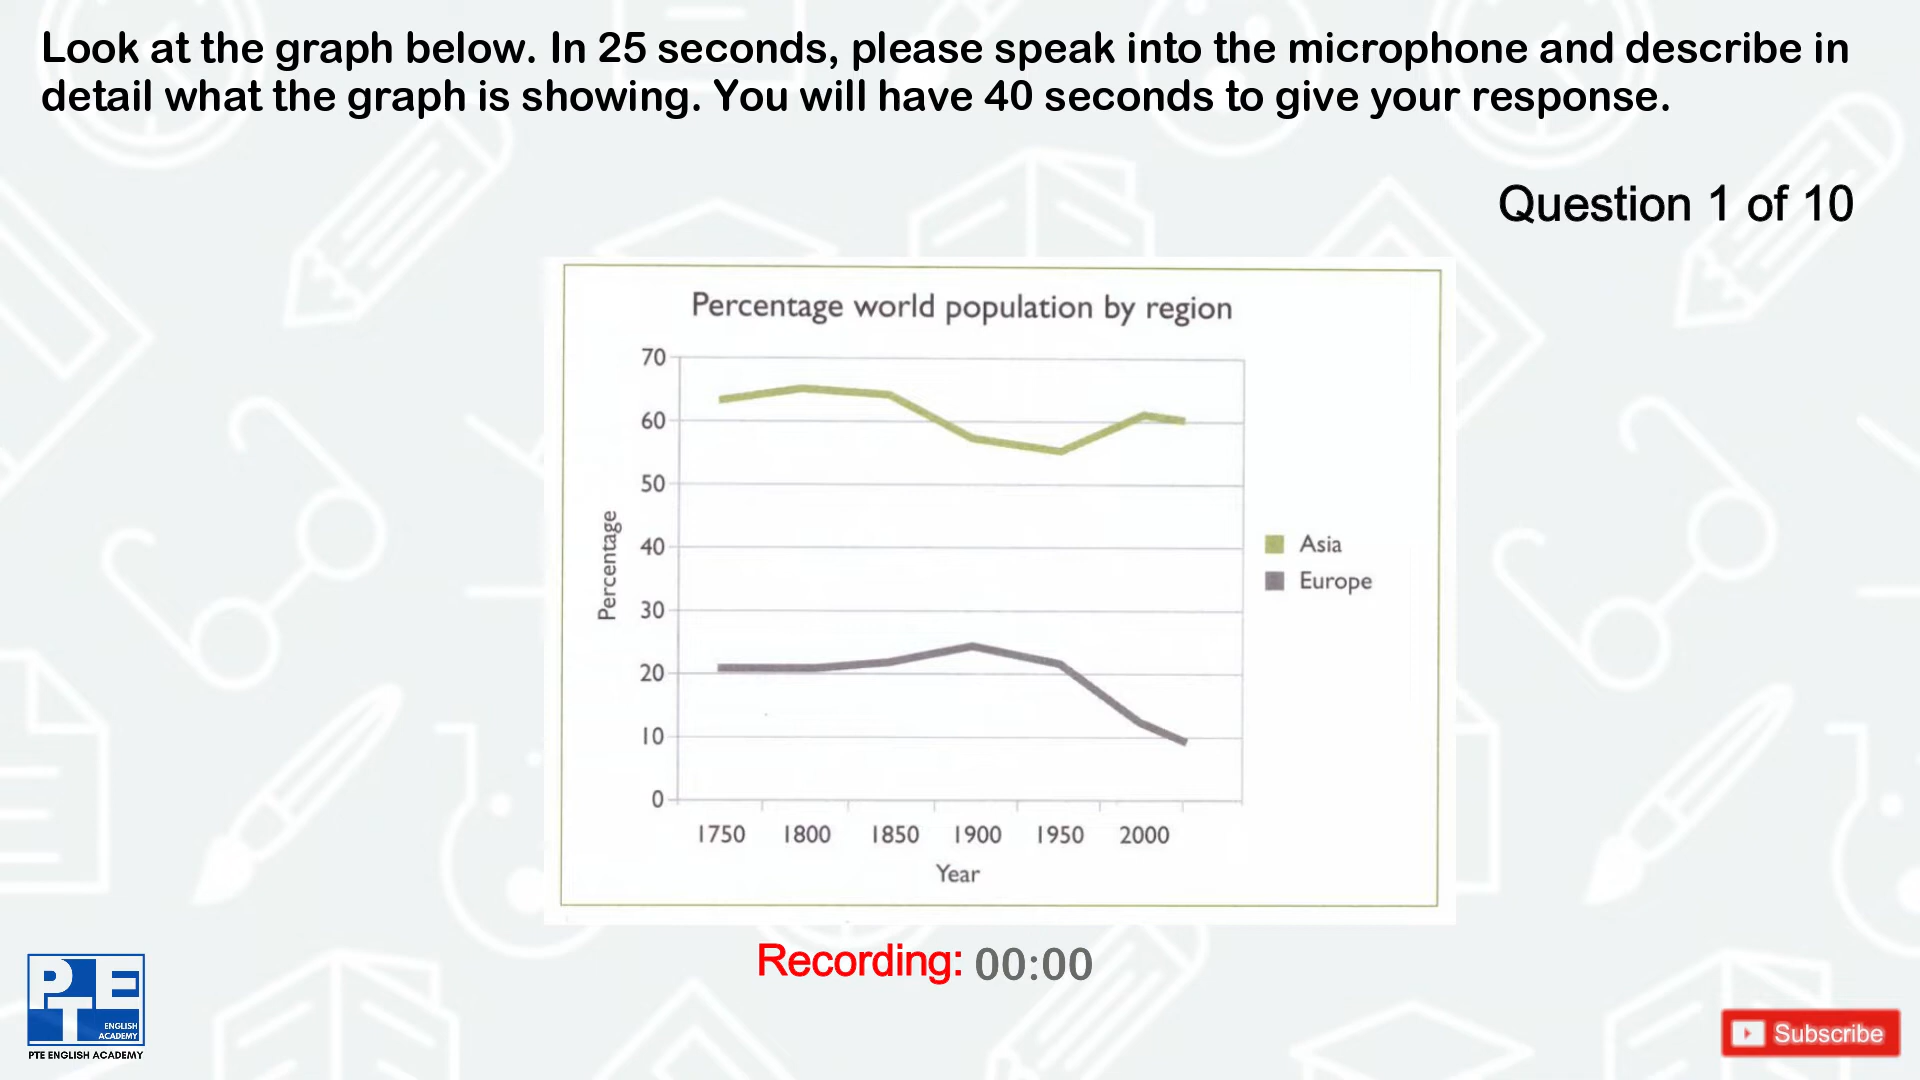 Look at the graph below. In 25 seconds, please speak into the microphone and describe in
detail what the graph is showing. You will have 40 seconds to give your response.
Question 1 of 10
Percentage world population by region
70
60
50
40
30
20
10
0
Percentage
1750 1800 1850 1900 1950 2000
Year
Asia
Europe
Recording: 00:00
PTE
ENGLISH
ACADEMY
PTE ENGLISH ACADEMY
Subscribe